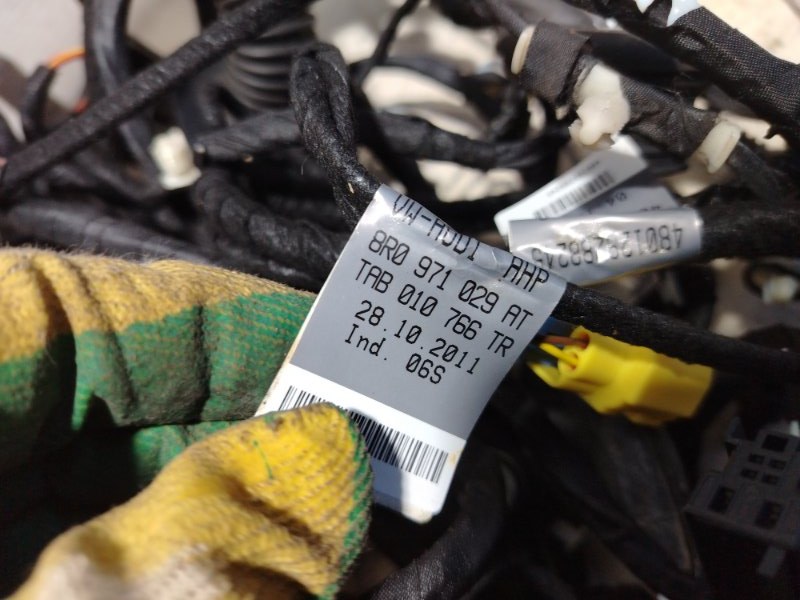 VW-AUDI AHP
8R0 971 029 AT
TAB 010 766 TR
28.10.2011
Ind. 06S